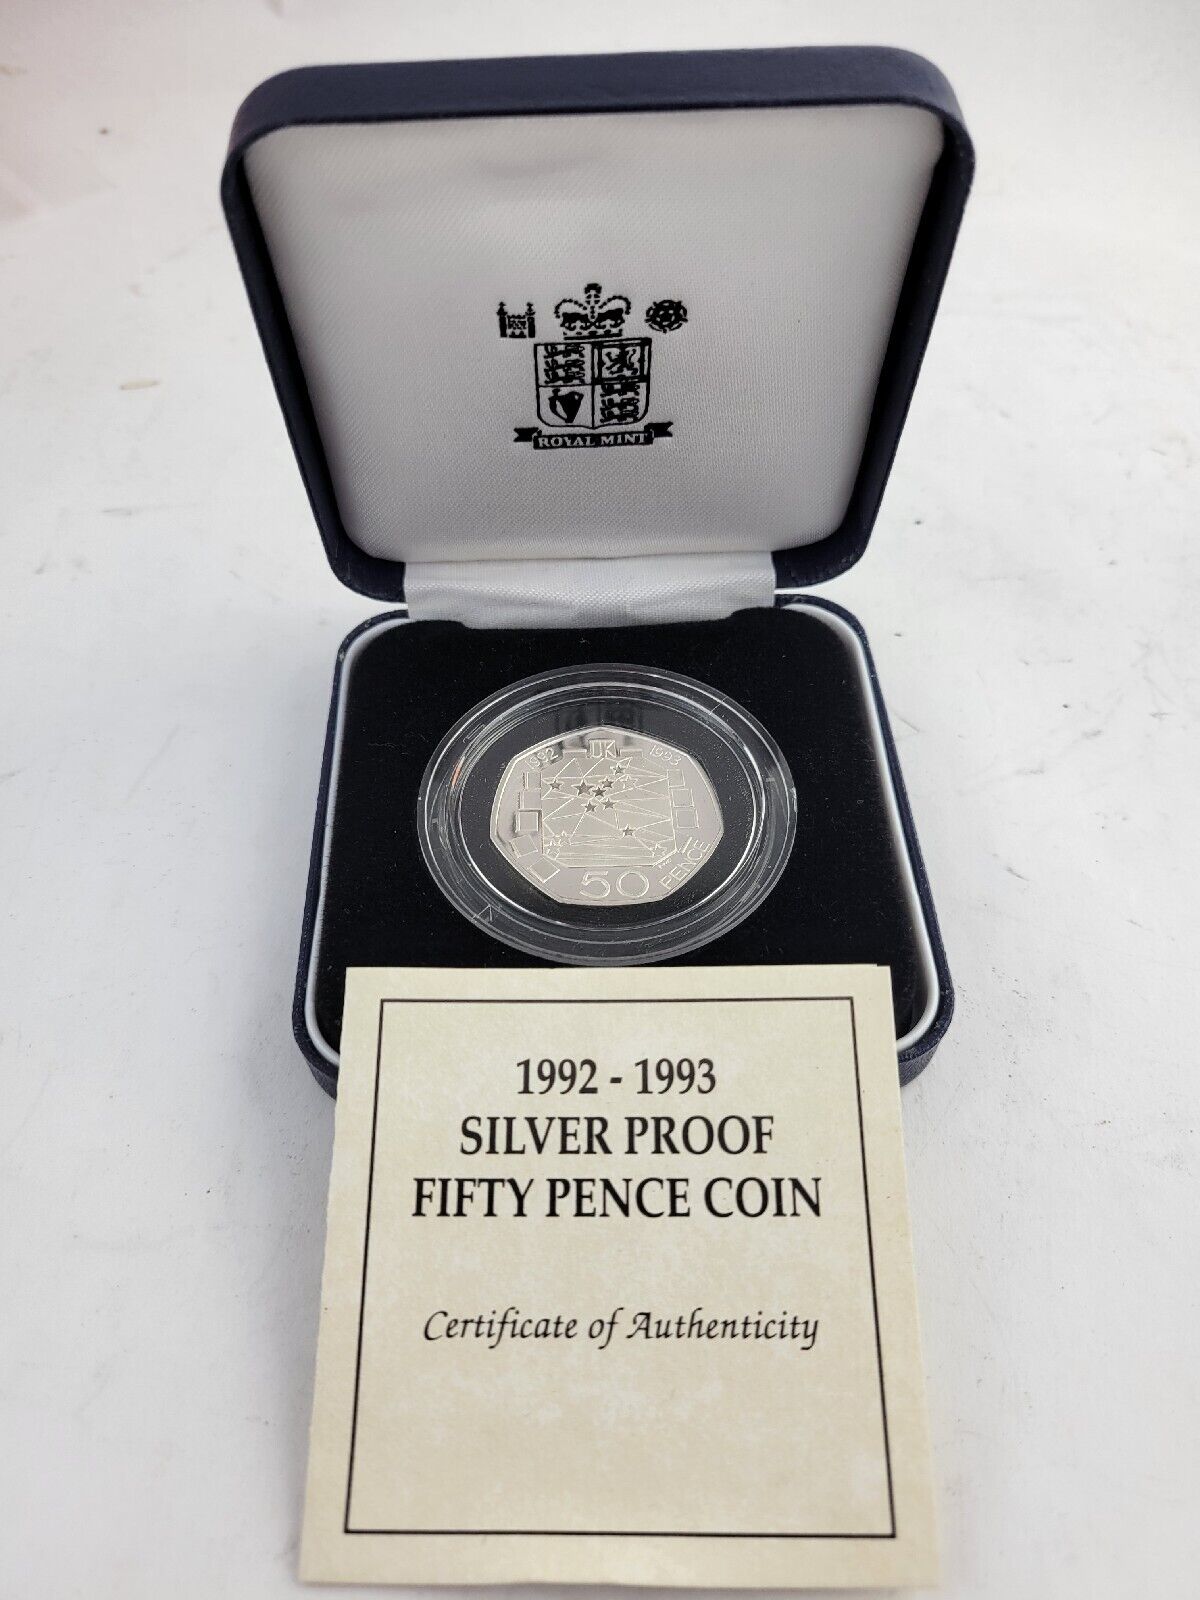 ROYAL MINT
1992 UK 1993
50 PENCE
1992 - 1993
SILVER PROOF
FIFTY PENCE COIN
Certificate of Authenticity